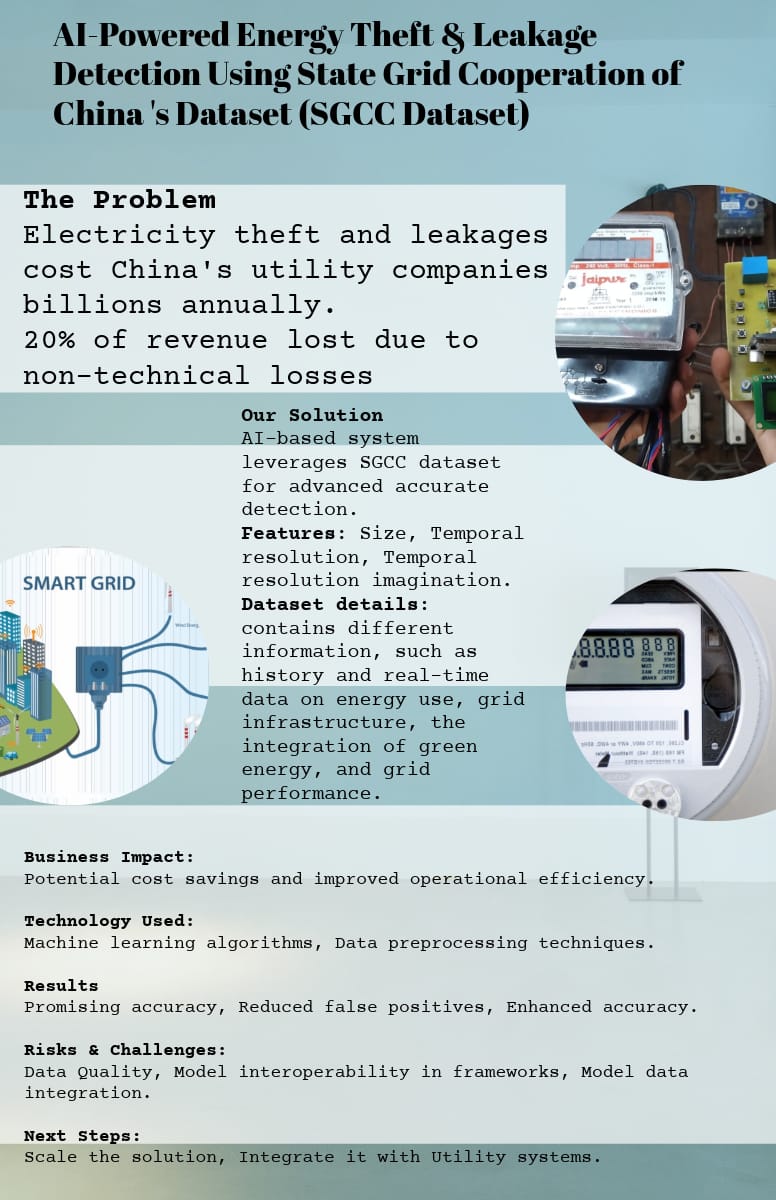 AI-Powered Energy Theft & Leakage
Detection Using State Grid Cooperation of
China 's Dataset (SGCC Dataset)
The Problem
Electricity theft and leakages
cost China's utility companies
billions annually.
20% of revenue lost due to
non-technical losses
jaipur
Our Solution
AI-based system
leverages SGCC dataset
for advanced accurate
detection.
Features: Size, Temporal
resolution, Temporal
resolution imagination.
Dataset details:
contains different
information, such as
history and real-time
data on energy use, grid
infrastructure, the
integration of green
energy, and grid
performance.
SMART GRID
Business Impact:
Potential cost savings and improved operational efficiency.
Technology Used:
Machine learning algorithms, Data preprocessing techniques.
Results
Promising accuracy, Reduced false positives, Enhanced accuracy.
Risks & Challenges:
Data Quality, Model interoperability in frameworks, Model data
integration.
Next Steps:
Scale the solution, Integrate it with Utility systems.